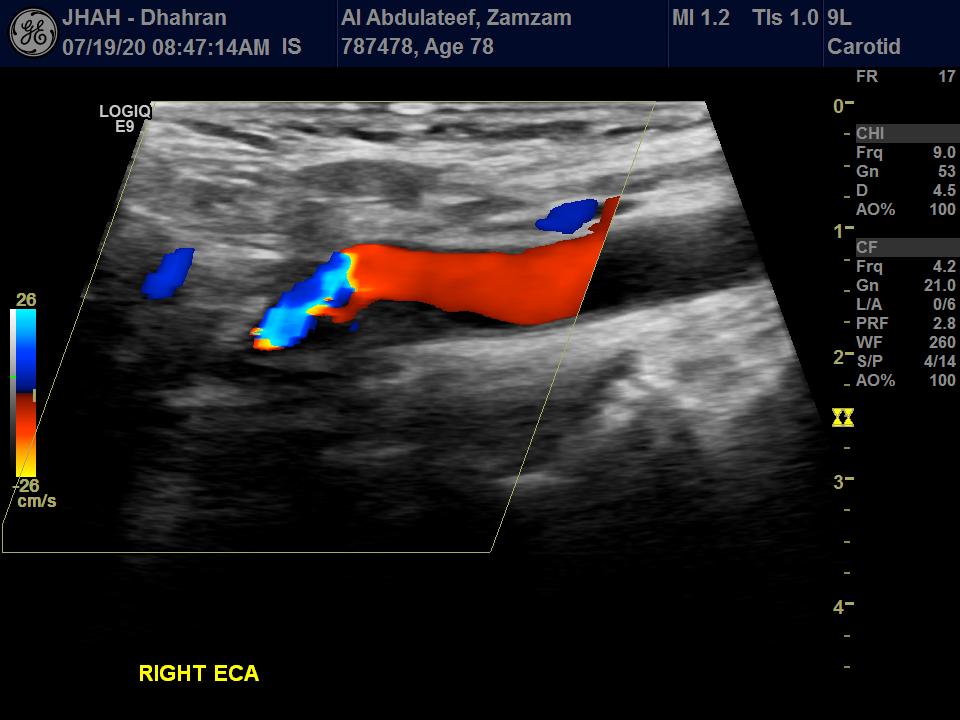 JHAH - Dhahran
07/19/20 08:47:14AM IS
Al Abdulateef, Zamzam
787478, Age 78
MI 1.2 TIs 1.0
9L
Carotid
LOGIQ
E9
FR 17
CHI
Frq 9.0
Gn 53
D 4.5
AO% 100
CF
Frq 4.2
Gn 21.0
L/A 0/6
PRF 2.8
WF 260
S/P 4/14
AO% 100
0
1
2
3
4
26
-26
cm/s
RIGHT ECA